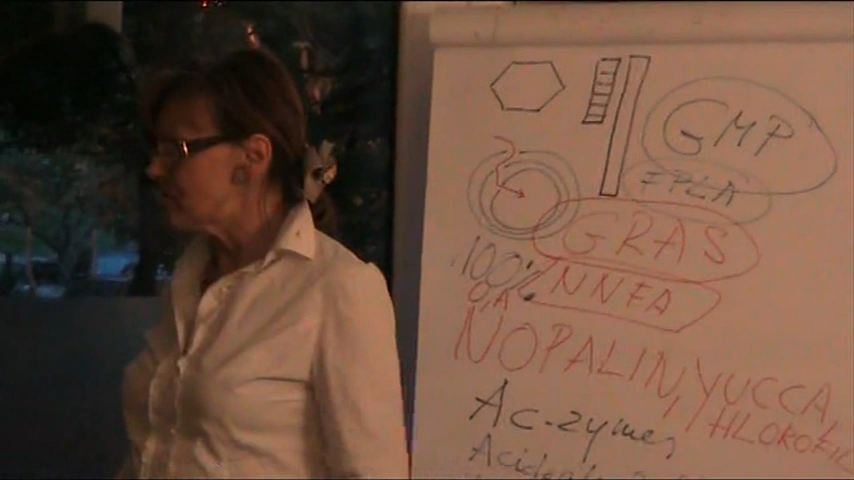 GMP
FPLA
GRAS
100%
NNFA
NOPALIN, YUCCA,
HLOROFIL
Ac-zymes,